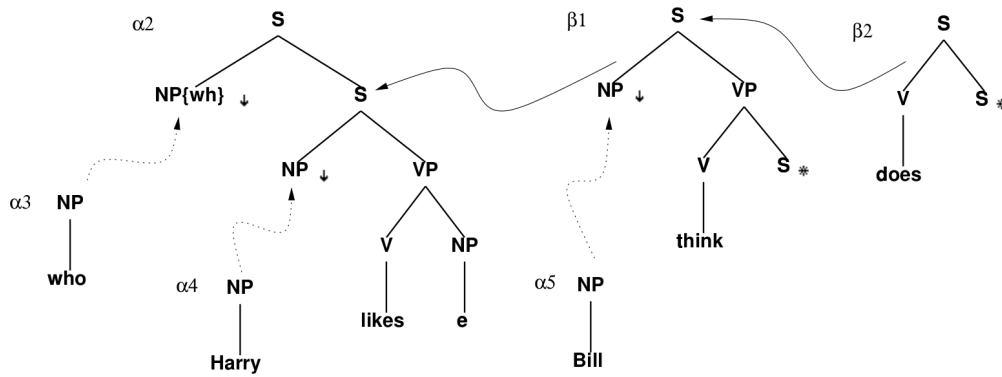 α2 S β1 S β2 S
NP{wh} ↓ S NP ↓ VP V S *
NP ↓ VP V S * does
α3 NP
think
who α4 NP V NP α5 NP
likes e
Harry Bill